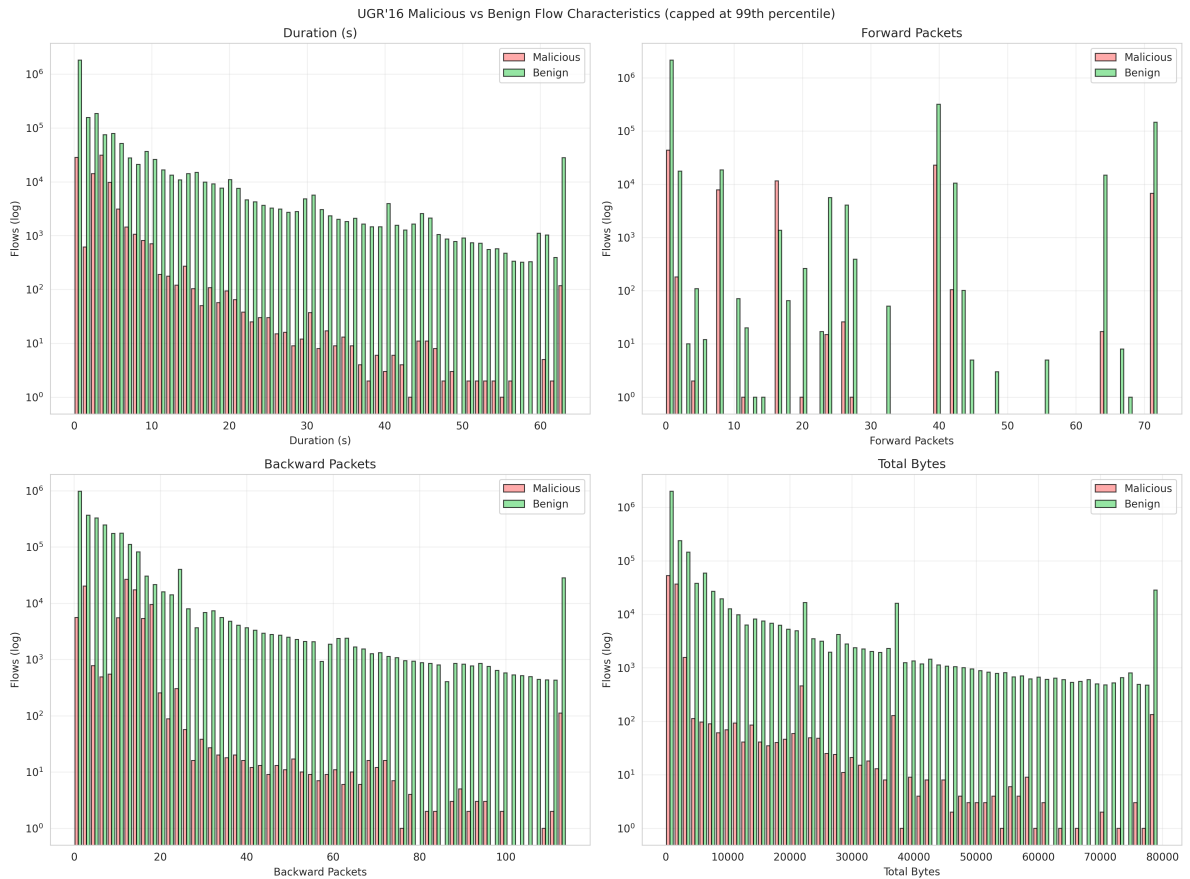 UGR'16 Malicious vs Benign Flow Characteristics (capped at 99th percentile)
Duration (s)
Malicious
Benign
Flows (log)
10⁶
10⁵
10⁴
10³
10²
10¹
10⁰
0 10 20 30 40 50 60
Duration (s)
Forward Packets
Malicious
Benign
Flows (log)
10⁶
10⁵
10⁴
10³
10²
10¹
10⁰
0 10 20 30 40 50 60 70
Forward Packets
Backward Packets
Malicious
Benign
Flows (log)
10⁶
10⁵
10⁴
10³
10²
10¹
10⁰
0 20 40 60 80 100
Backward Packets
Total Bytes
Malicious
Benign
Flows (log)
10⁶
10⁵
10⁴
10³
10²
10¹
10⁰
0 10000 20000 30000 40000 50000 60000 70000 80000
Total Bytes